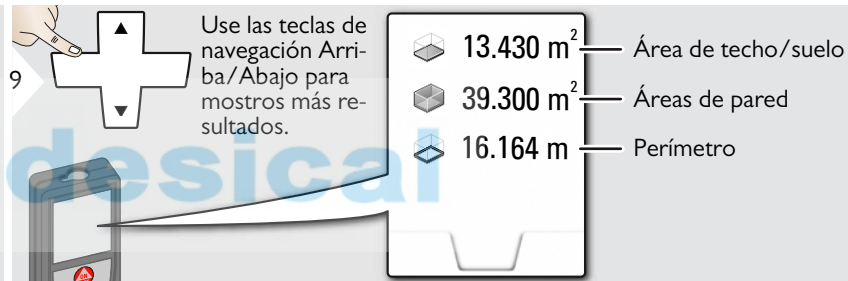 9
Use las teclas de
navegación Arri-
ba/Abajo para
mostros más re-
sultados.
13.430 m² Área de techo/suelo
39.300 m² Áreas de pared
16.164 m Perímetro
desical
ON